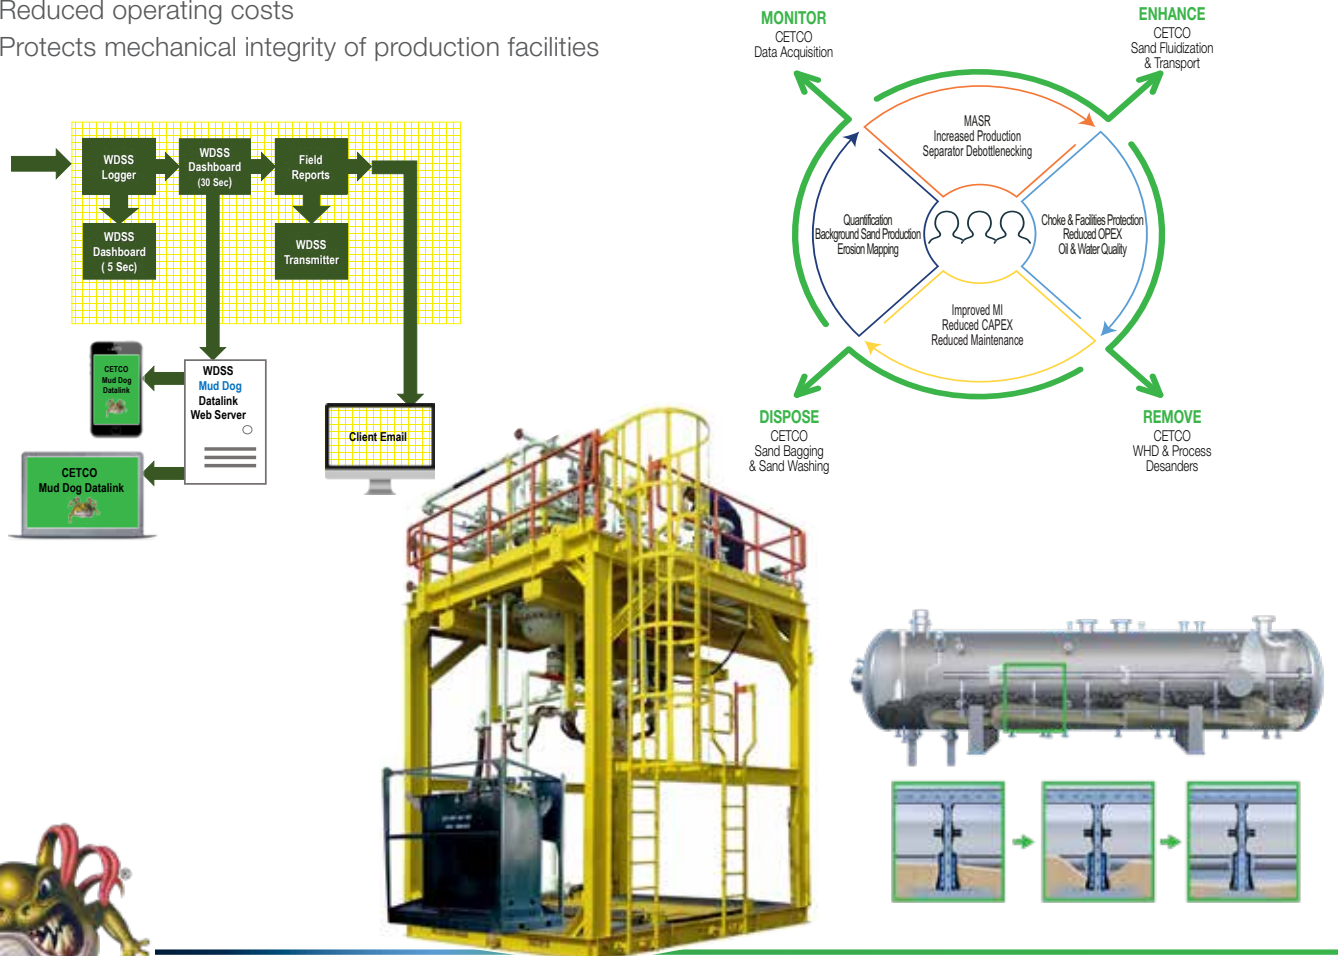 Reduced operating costs
Protects mechanical integrity of production facilities
WDSS
Logger
WDSS
Dashboard
(30 Sec)
Field
Reports
WDSS
Dashboard
( 5 Sec)
WDSS
Transmitter
CETCO
Mud Dog
Datalink
WDSS
Mud Dog
Datalink
Web Server
CETCO
Mud Dog Datalink
Client Email
MONITOR
CETCO
Data Acquisition
ENHANCE
CETCO
Sand Fluidization
& Transport
MASR
Increased Production
Separator Debottlenecking
Quantification
Background Sand Production
Erosion Mapping
Choke & Facilities Protection
Reduced OPEX
Oil & Water Quality
Improved MI
Reduced CAPEX
Reduced Maintenance
DISPOSE
CETCO
Sand Bagging
& Sand Washing
REMOVE
CETCO
WHD & Process
Desanders
®